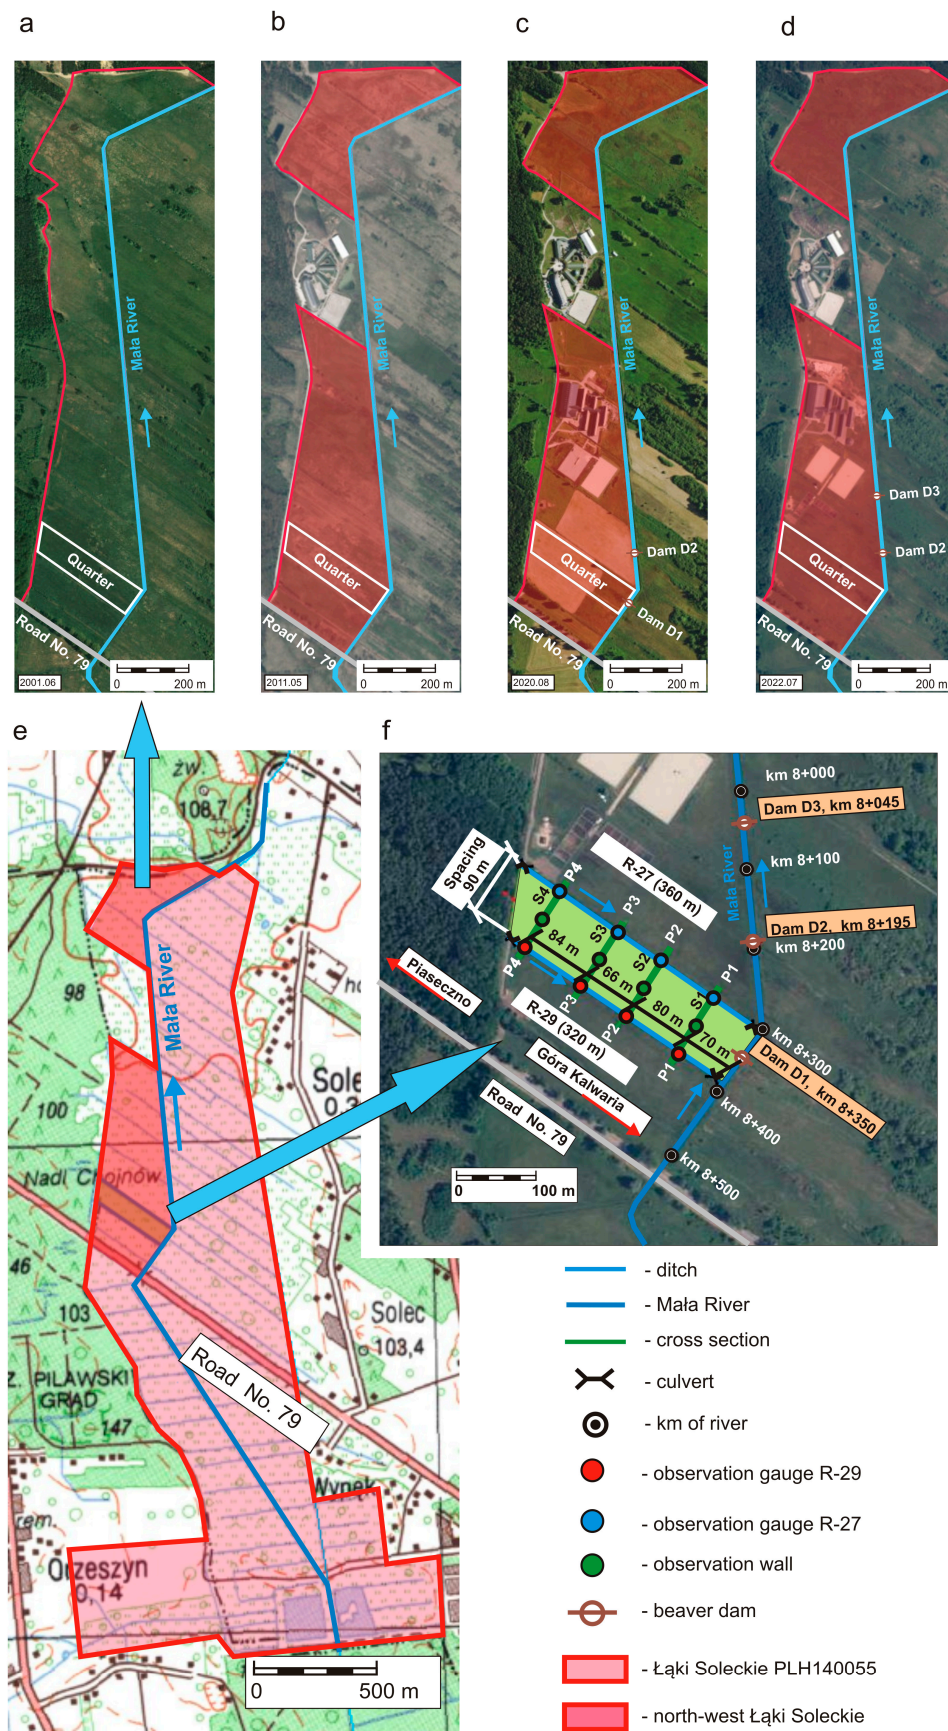 a
b
c
d
Mała River
Quarter
Road No. 79
2001.06
0 200 m
Mała River
Quarter
Road No. 79
2011.05
0 200 m
Mała River
Dam D2
Quarter
Dam D1
Road No. 79
2020.08
0 200 m
Mała River
Dam D3
Dam D2
Quarter
Road No. 79
2022.07
0 200 m
e
żw.
108,7
98
Mała River
100
Nadl Chojnów
46
103
Solec
103,4
Z. PILAWSKI
GRĄD
147
Road No. 79
Wypęk
Orzeszyn
0,14
0 500 m
f
km 8+000
Dam D3, km 8+045
km 8+100
Mała River
Dam D2, km 8+195
km 8+200
Spacing
90 m
R-27 (360 m)
P4
P3
P2
P1
S4
S3
S2
S1
84 m
66 m
80 m
70 m
P4
P3
P2
P1
R-29 (320 m)
Piaseczno
Góra Kalwaria
Road No. 79
km 8+300
Dam D1, km 8+350
km 8+400
km 8+500
0 100 m
- ditch
- Mała River
- cross section
- culvert
- km of river
- observation gauge R-29
- observation gauge R-27
- observation wall
- beaver dam
- Łąki Soleckie PLH140055
- north-west Łąki Soleckie